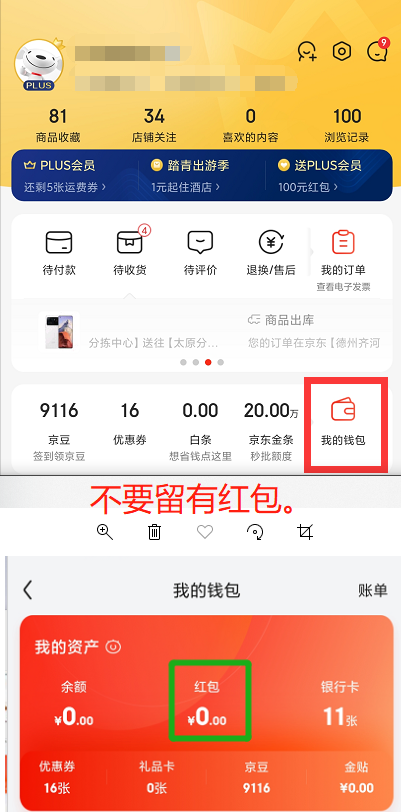 PLUS
9
81 34 0 100
商品收藏 店铺关注 喜欢的内容 浏览记录
PLUS会员 踏青出游季 送PLUS会员
还剩5张运费券 > 1元起住酒店 > 100元红包 >
4
待付款 待收货 待评价 退换/售后 我的订单
查看电子发票
商品出库
分拣中心】送往【太原分... 您的订单在京东【德州齐河
9116 16 0.00 20.00万
京豆 优惠券 白条 京东金条 我的钱包
签到领京豆 想省钱点这里 秒批额度
不要留有红包。
我的钱包 账单
我的资产
余额 红包 银行卡
¥0.00 ¥0.00 11张
优惠券 礼品卡 京豆 金贴
16张 0张 9116 ¥0.00